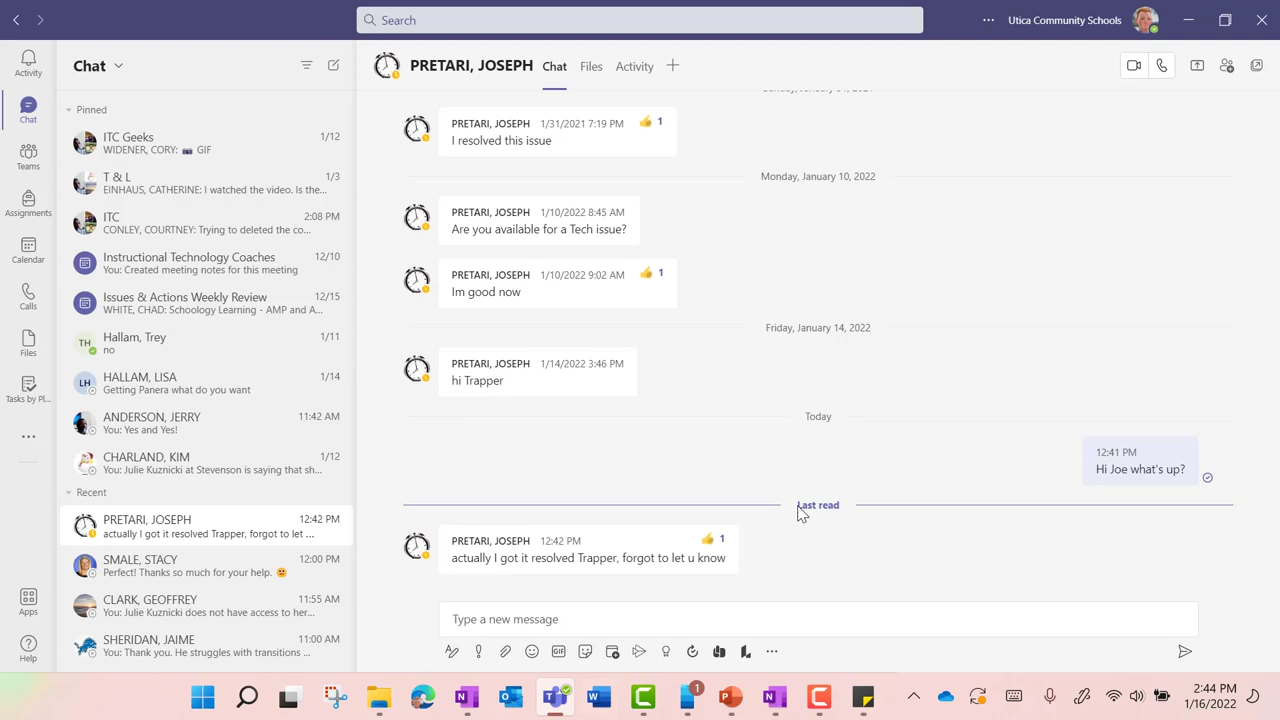 Search
Utica Community Schools
Activity
Chat
Teams
Assignments
Calendar
Calls
Files
Tasks by Pl...
Apps
Help
Chat
Pinned
ITC Geeks 1/12
WIDENER, CORY: GIF
T & L 1/3
EINHAUS, CATHERINE: I watched the video. Is the...
ITC 2:08 PM
CONLEY, COURTNEY: Trying to deleted the co...
Instructional Technology Coaches 12/10
You: Created meeting notes for this meeting
Issues & Actions Weekly Review 12/15
WHITE, CHAD: Schoology Learning - AMP and A...
TH
Hallam, Trey 1/11
no
LH
HALLAM, LISA 1/14
Getting Panera what do you want
ANDERSON, JERRY 11:42 AM
You: Yes and Yes!
CHARLAND, KIM 1/12
You: Julie Kuznicki at Stevenson is saying that sh...
Recent
PRETARI, JOSEPH 12:42 PM
actually I got it resolved Trapper, forgot to let ...
SMALE, STACY 12:00 PM
Perfect! Thanks so much for your help.
CLARK, GEOFFREY 11:55 AM
You: Julie Kuznicki does not have access to her...
SHERIDAN, JAIME 11:00 AM
You: Thank you. He struggles with transitions ...
PRETARI, JOSEPH Chat Files Activity
PRETARI, JOSEPH 1/31/2021 7:19 PM 1
I resolved this issue
Monday, January 10, 2022
PRETARI, JOSEPH 1/10/2022 8:45 AM
Are you available for a Tech issue?
PRETARI, JOSEPH 1/10/2022 9:02 AM 1
Im good now
Friday, January 14, 2022
PRETARI, JOSEPH 1/14/2022 3:46 PM
hi Trapper
Today
12:41 PM
Hi Joe what's up?
Last read
PRETARI, JOSEPH 12:42 PM 1
actually I got it resolved Trapper, forgot to let u know
Type a new message
GIF
1
2:44 PM
1/16/2022